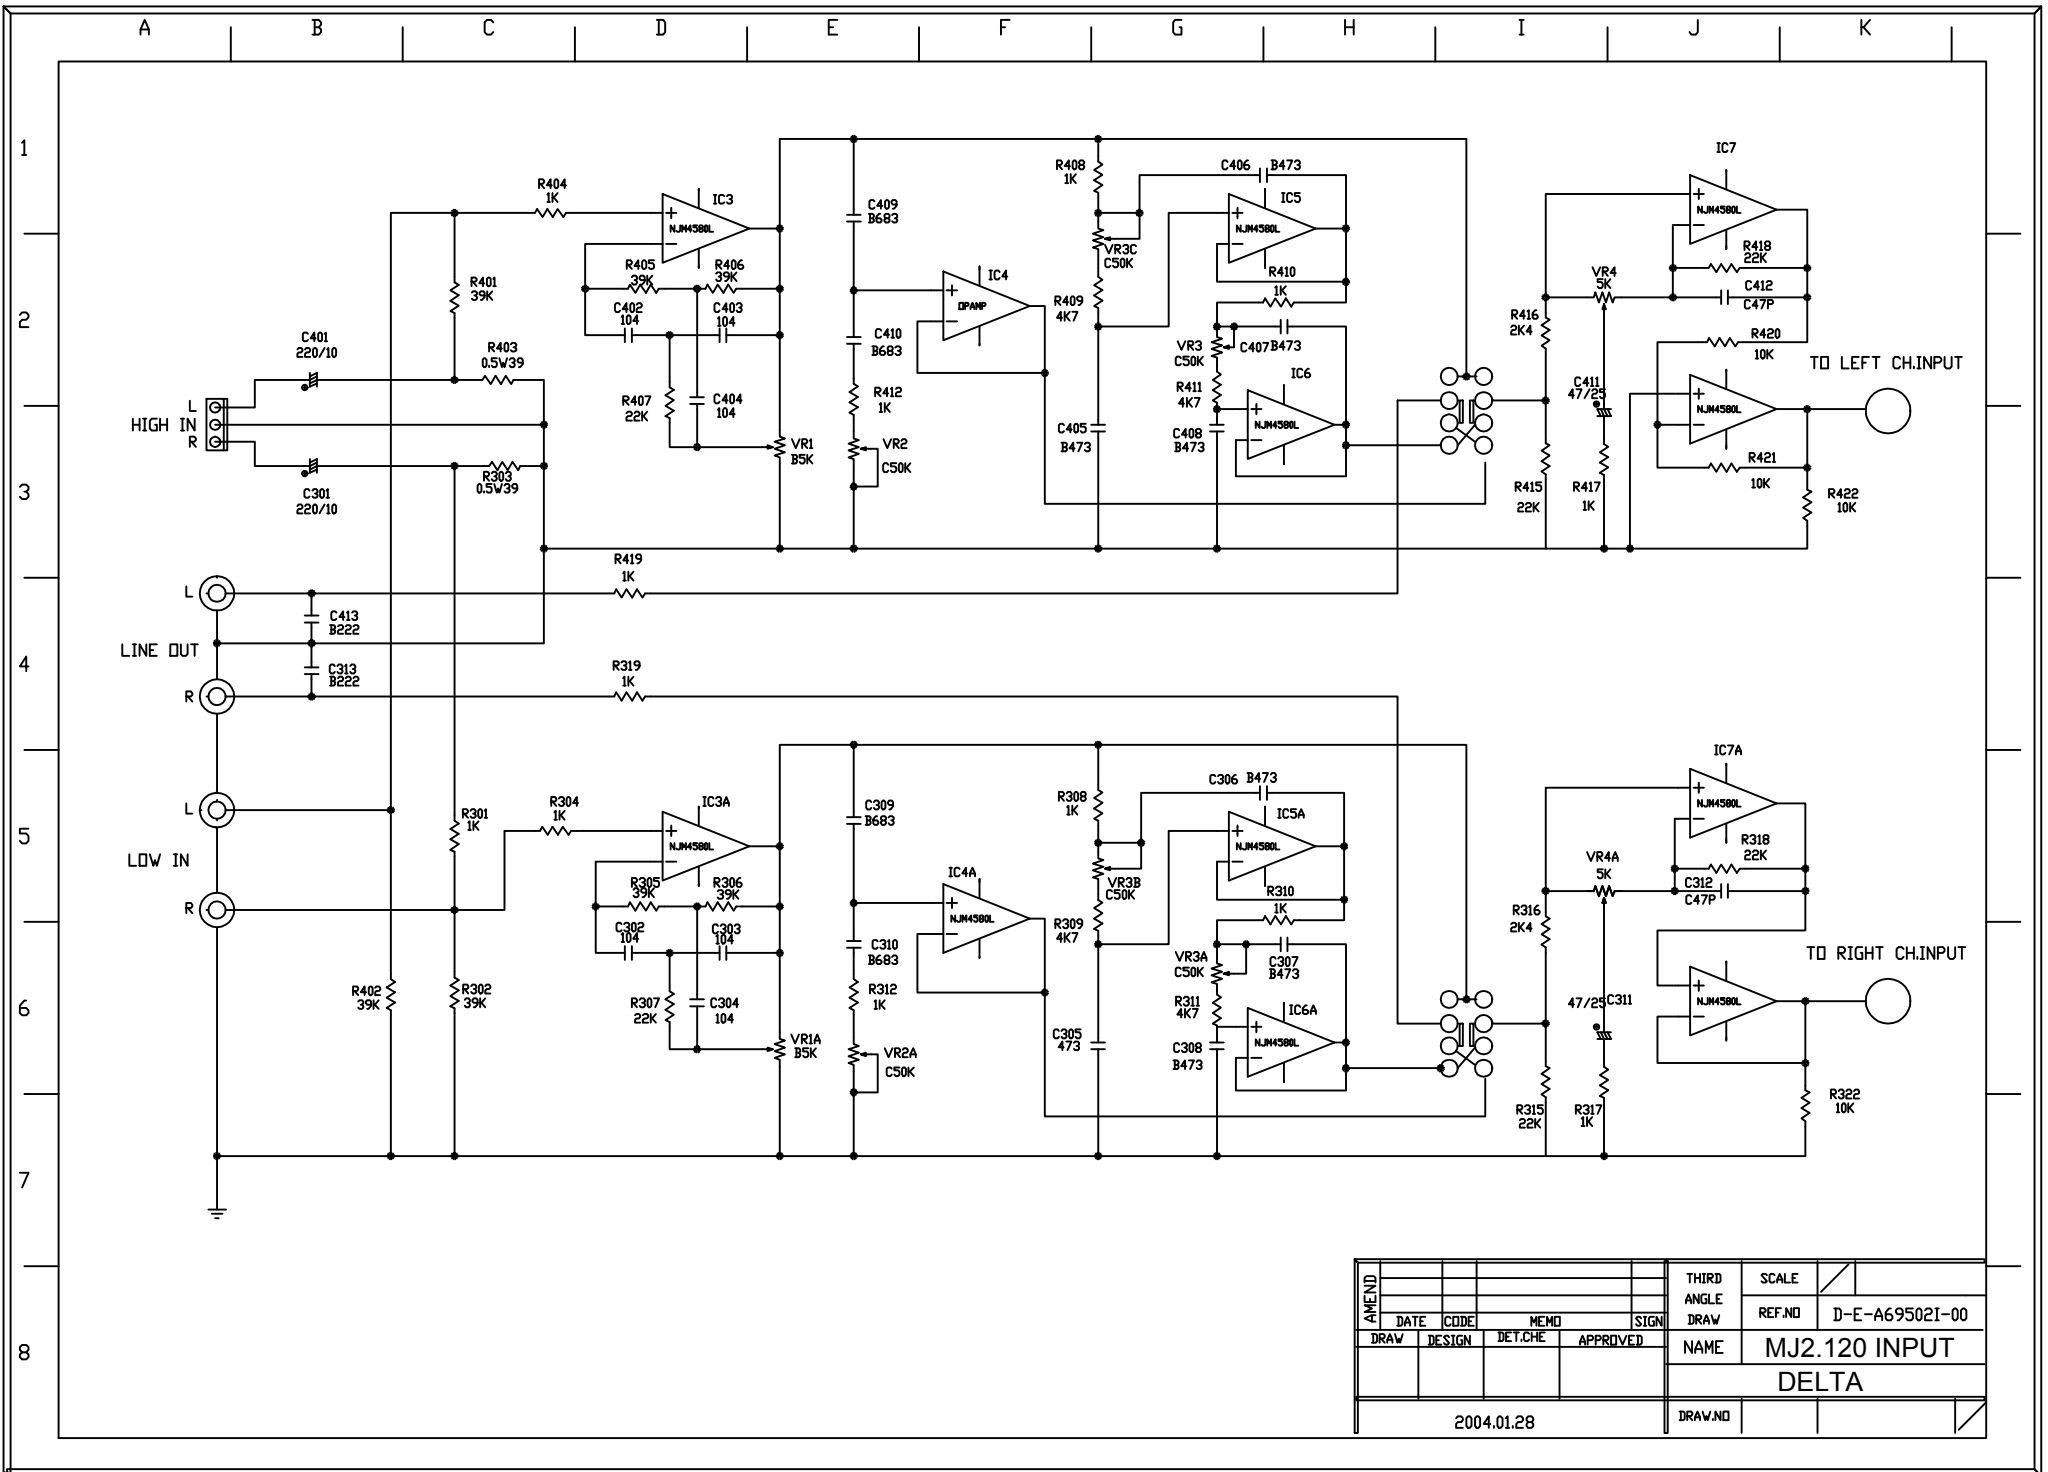 A B C D E F G H I J K
1
IC7
R408
1K
C406 B473
R404
1K
IC3
NJM4580L
C409
B683
IC5
NJM4580L
NJM4580L
VR3C
C50K
R418
22K
R405
39K
R406
39K
R410
1K
VR4
5K
R401
39K
IC4
OPAMP
C412
C47P
2
C402
104
C403
104
R409
4K7
R416
2K4
C401
220/10
C410
B683
R420
10K
R403
0.5W39
VR3
C50K
C407 B473
TO LEFT CH.INPUT
IC6
NJM4580L
R412
1K
R411
4K7
C411
47/25
NJM4580L
R407
22K
C404
104
L
HIGH IN
R
C405
B473
C408
B473
VR1
B5K
VR2
C50K
R421
10K
3
R303
0.5W39
C301
220/10
R415
22K
R417
1K
R422
10K
R419
1K
L
C413
B222
LINE OUT
4
C313
B222
R319
1K
R
IC7A
NJM4580L
C306 B473
R308
1K
L
R301
1K
R304
1K
IC3A
NJM4580L
C309
B683
IC5A
NJM4580L
5
LOW IN
R318
22K
VR4A
5K
IC4A
NJM4580L
VR3B
C50K
R305
39K
R306
39K
R310
1K
C312
C47P
R
R309
4K7
R316
2K4
C302
104
C303
104
C310
B683
VR3A
C50K
C307
B473
TO RIGHT CH.INPUT
6
R402
39K
R302
39K
R312
1K
R307
22K
C304
104
R311
4K7
IC6A
NJM4580L
47/25 C311
NJM4580L
VR1A
B5K
C305
473
C308
B473
VR2A
C50K
R315
22K
R317
1K
R322
10K
7
8
AMEND
DATE CODE MEMO SIGN
DRAW DESIGN DET.CHE APPROVED
2004.01.28
THIRD
ANGLE
DRAW
SCALE
REF.NO D-E-A69502I-00
NAME MJ2.120 INPUT
DELTA
DRAW.NO